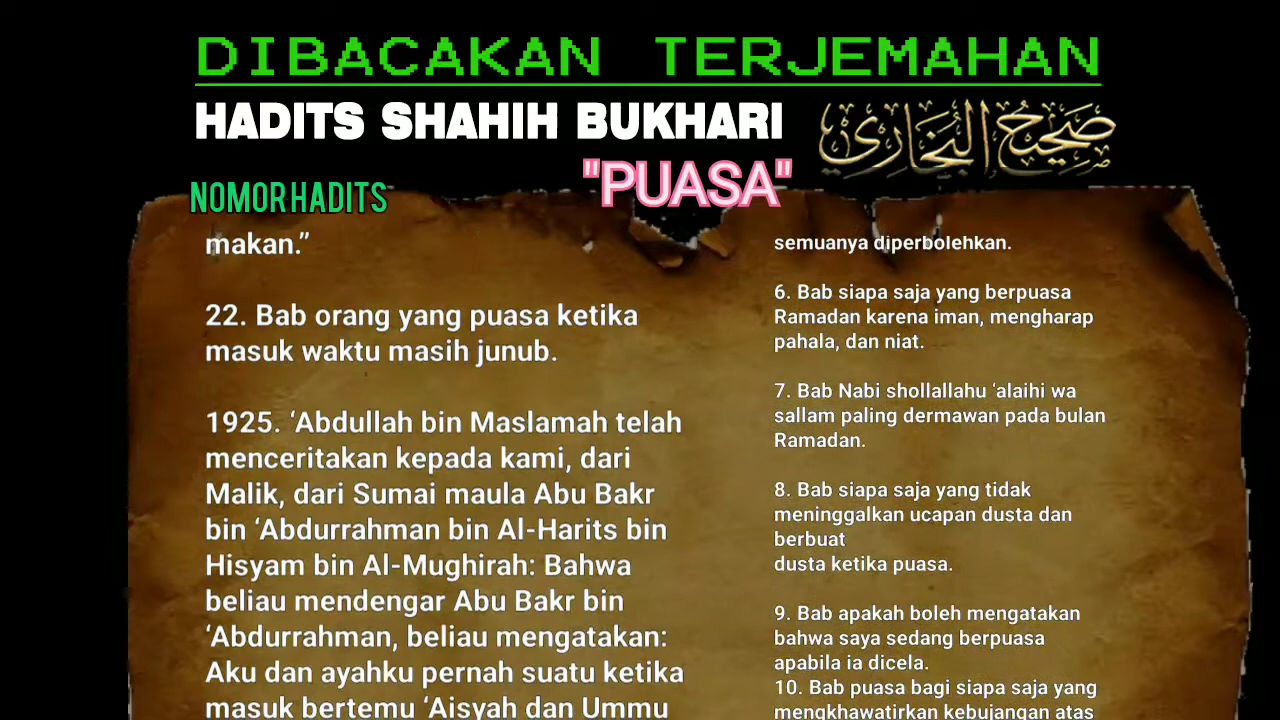 DIBACAKAN TERJEMAHAN
HADITS SHAHIH BUKHARI
صَحِيحُ الْبُخَارِيّ
"PUASA"
NOMOR HADITS
makan.”
22. Bab orang yang puasa ketika
masuk waktu masih junub.
1925. ‘Abdullah bin Maslamah telah
menceritakan kepada kami, dari
Malik, dari Sumai maula Abu Bakr
bin ‘Abdurrahman bin Al-Harits bin
Hisyam bin Al-Mughirah: Bahwa
beliau mendengar Abu Bakr bin
‘Abdurrahman, beliau mengatakan:
Aku dan ayahku pernah suatu ketika
masuk bertemu ‘Aisyah dan Ummu
semuanya diperbolehkan.
6. Bab siapa saja yang berpuasa
Ramadan karena iman, mengharap
pahala, dan niat.
7. Bab Nabi shollallahu ‘alaihi wa
sallam paling dermawan pada bulan
Ramadan.
8. Bab siapa saja yang tidak
meninggalkan ucapan dusta dan
berbuat
dusta ketika puasa.
9. Bab apakah boleh mengatakan
bahwa saya sedang berpuasa
apabila ia dicela.
10. Bab puasa bagi siapa saja yang
mengkhawatirkan kebujangan atas